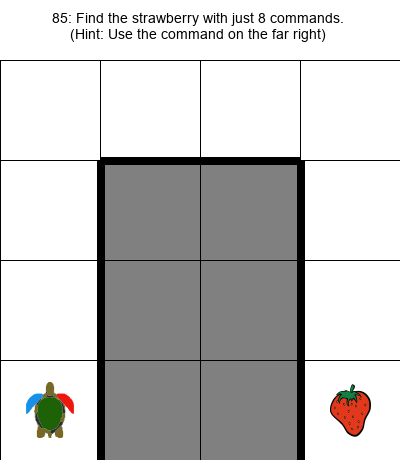 85: Find the strawberry with just 8 commands.
(Hint: Use the command on the far right)